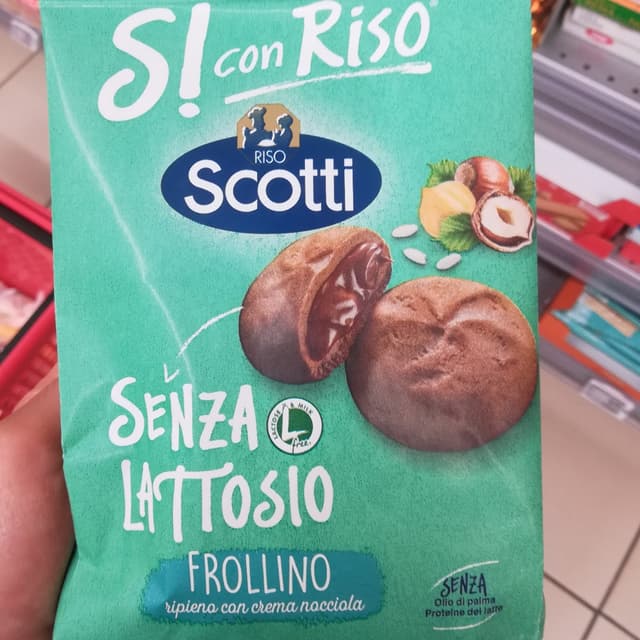 S! con RISO
RISO
Scotti
SENZA
LACTOSE & MILK
free.
LATTOSIO
FROLLINO
ripieno con crema nocciola
SENZA
Olio di palma
Proteine del latte